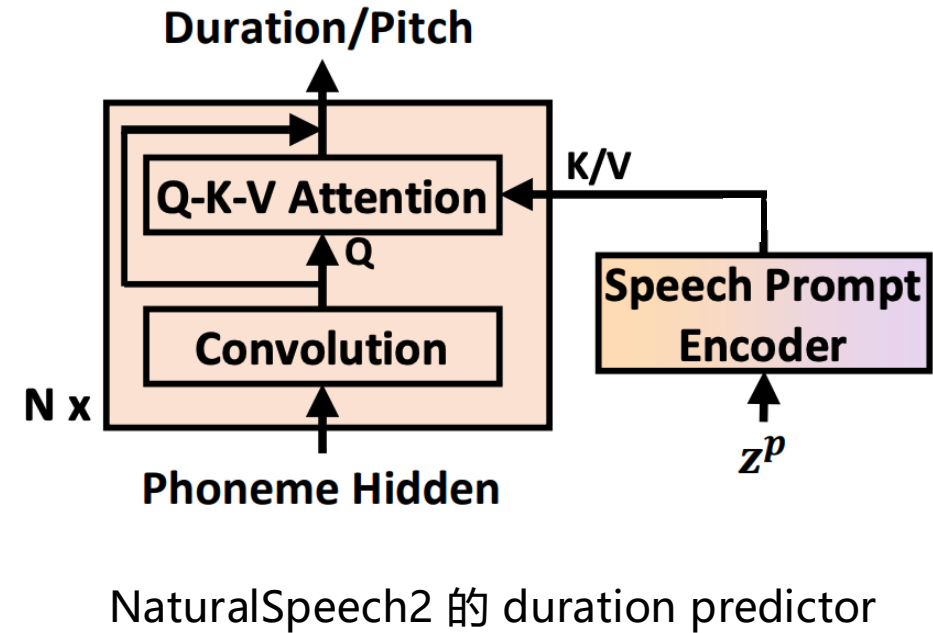 Duration/Pitch
Q-K-V Attention
K/V
Q
Speech Prompt
Encoder
Convolution
N x
z^p
Phoneme Hidden
NaturalSpeech2 的 duration predictor